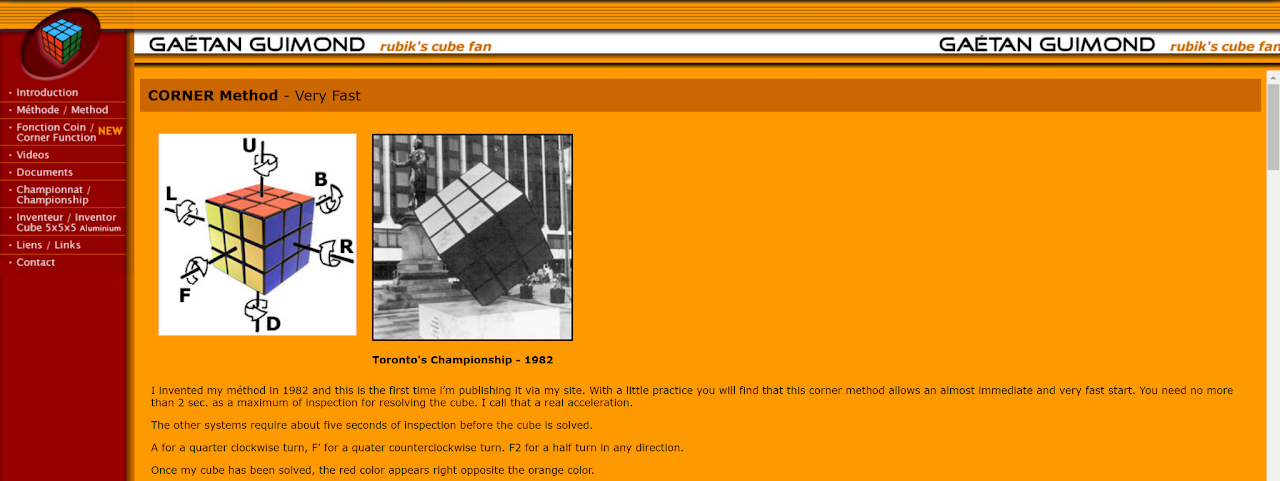 GAÉTAN GUIMOND rubik's cube fan
GAÉTAN GUIMOND rubik's cube fan
· Introduction
· Méthode / Method
· Fonction Coin /
Corner Function NEW
· Videos
· Documents
· Championnat /
Championship
· Inventeur / Inventor
Cube 5x5x5 Aluminium
· Liens / Links
· Contact
CORNER Method - Very Fast
U
B
L
R
F
D
Toronto's Championship - 1982
I invented my méthod in 1982 and this is the first time i'm publishing it via my site. With a little practice you will find that this corner method allows an almost immediate and very fast start. You need no more
than 2 sec. as a maximum of inspection for resolving the cube. I call that a real acceleration.
The other systems require about five seconds of inspection before the cube is solved.
A for a quarter clockwise turn, F' for a quater counterclockwise turn. F2 for a half turn in any direction.
Once my cube has been solved, the red color appears right opposite the orange color.